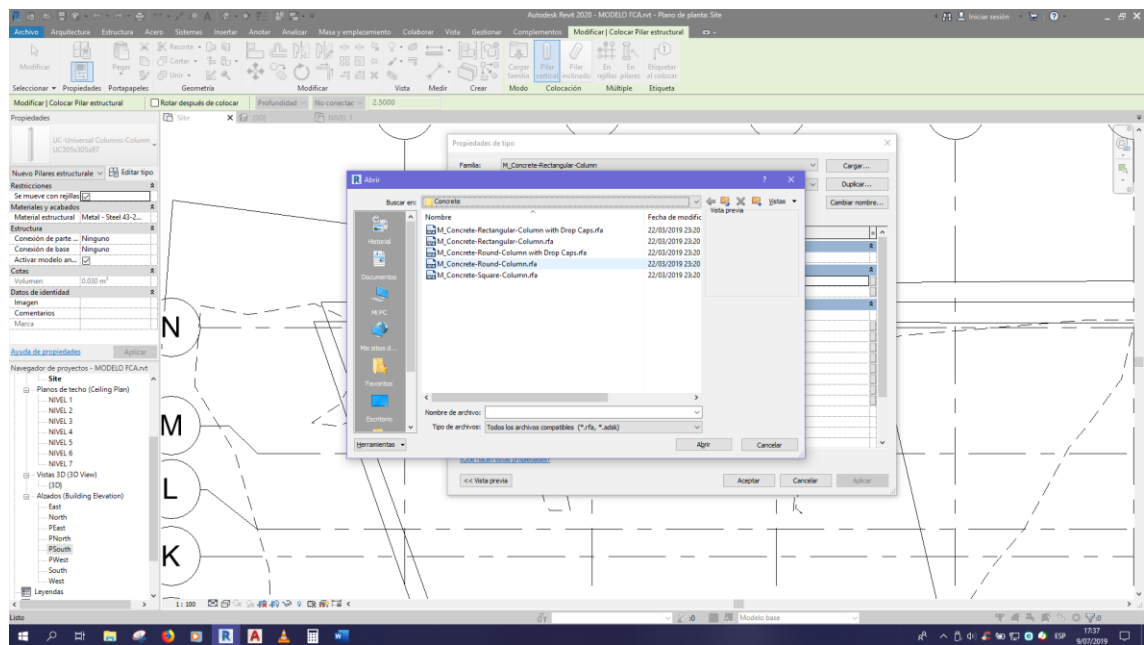 Autodesk Revit 2020 - MODELO FCA.rvt - Plano de planta: Site
Iniciar sesión
Archivo Arquitectura Estructura Acero Sistemas Insertar Anotar Analizar Masa y emplazamiento Colaborar Vista Gestionar Complementos Modificar | Colocar Pilar estructural
Modificar
Pegar
Recorte
Cortar
Unir
Cargar familia
Pilar vertical
Pilar inclinado
En rejillas
En pilares
Etiquetar al colocar
Seleccionar Propiedades Portapapeles Geometría Modificar Vista Medir Crear Modo Colocación Múltiple Etiqueta
Modificar | Colocar Pilar estructural Rotar después de colocar Profundidad No conectac 2.5000
Propiedades
Site {3D} NIVEL 1
UC-Universal Columns-Column
UC305x305x97
Nuevo Pilares estructurale Editar tipo
Restricciones
Se mueve con rejillas
Materiales y acabados
Material estructural Metal - Steel 43-2...
Estructura
Conexión de parte ... Ninguno
Conexión de base Ninguno
Activar modelo an...
Cotas
Volumen 0.030 m³
Datos de identidad
Imagen
Comentarios
Marca
Ayuda de propiedades Aplicar
Navegador de proyectos - MODELO FCA.rvt
Site
Planos de techo (Ceiling Plan)
NIVEL 1
NIVEL 2
NIVEL 3
NIVEL 4
NIVEL 5
NIVEL 6
NIVEL 7
Vistas 3D (3D View)
{3D}
Alzados (Building Elevation)
East
North
PEast
PNorth
PSouth
PWest
South
West
Leyendas
N
M
L
K
Propiedades de tipo
Familia: M_Concrete-Rectangular-Column Cargar...
Duplicar...
Cambiar nombre...
Abrir
Buscar en: Concrete Vistas
Historial
Documentos
Mi PC
Mis sitios d...
Favoritos
Escritorio
Nombre Fecha de modific
M_Concrete-Rectangular-Column with Drop Caps.rfa 22/03/2019 23:20
M_Concrete-Rectangular-Column.rfa 22/03/2019 23:20
M_Concrete-Round-Column with Drop Caps.rfa 22/03/2019 23:20
M_Concrete-Round-Column.rfa 22/03/2019 23:20
M_Concrete-Square-Column.rfa 22/03/2019 23:20
Vista previa
Nombre de archivo:
Tipo de archivos: Todos los archivos compatibles (*.rfa, *.adsk)
Herramientas Abrir Cancelar
<< Vista previa Aceptar Cancelar Aplicar
1 : 100
Listo :0 Modelo base :0
ESP 17:37
9/07/2019